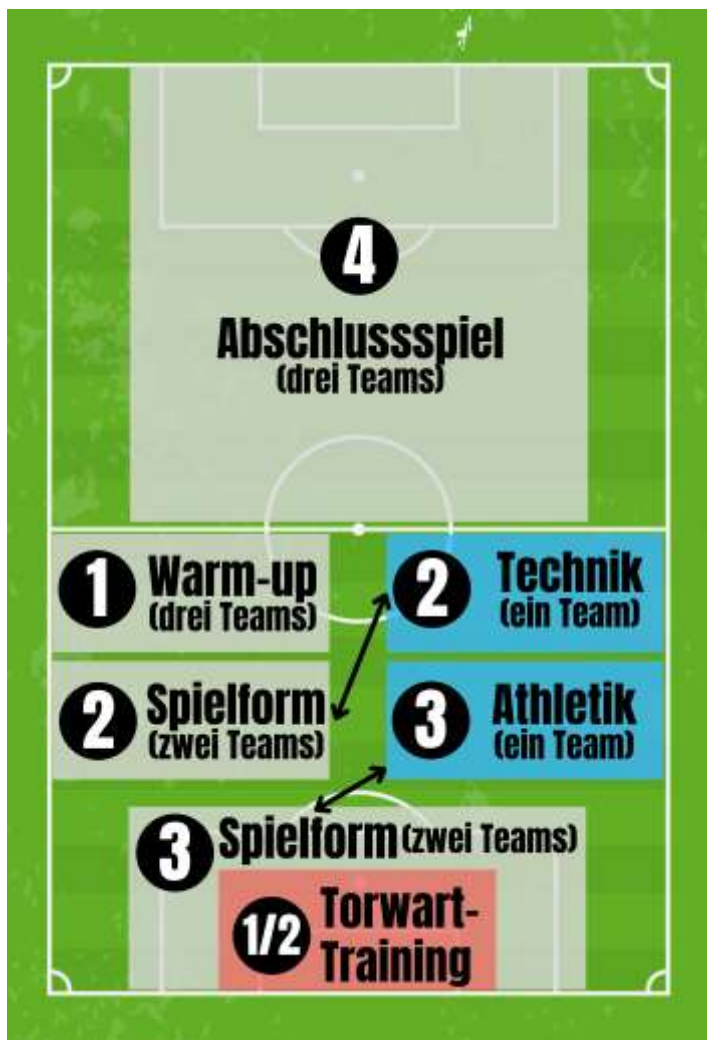 4
Abschlussspiel
(drei Teams)
1 Warm-up
(drei Teams)
2 Technik
(ein Team)
2 Spielform
(zwei Teams)
3 Athletik
(ein Team)
3 Spielform (zwei Teams)
1/2 Torwart-
Training